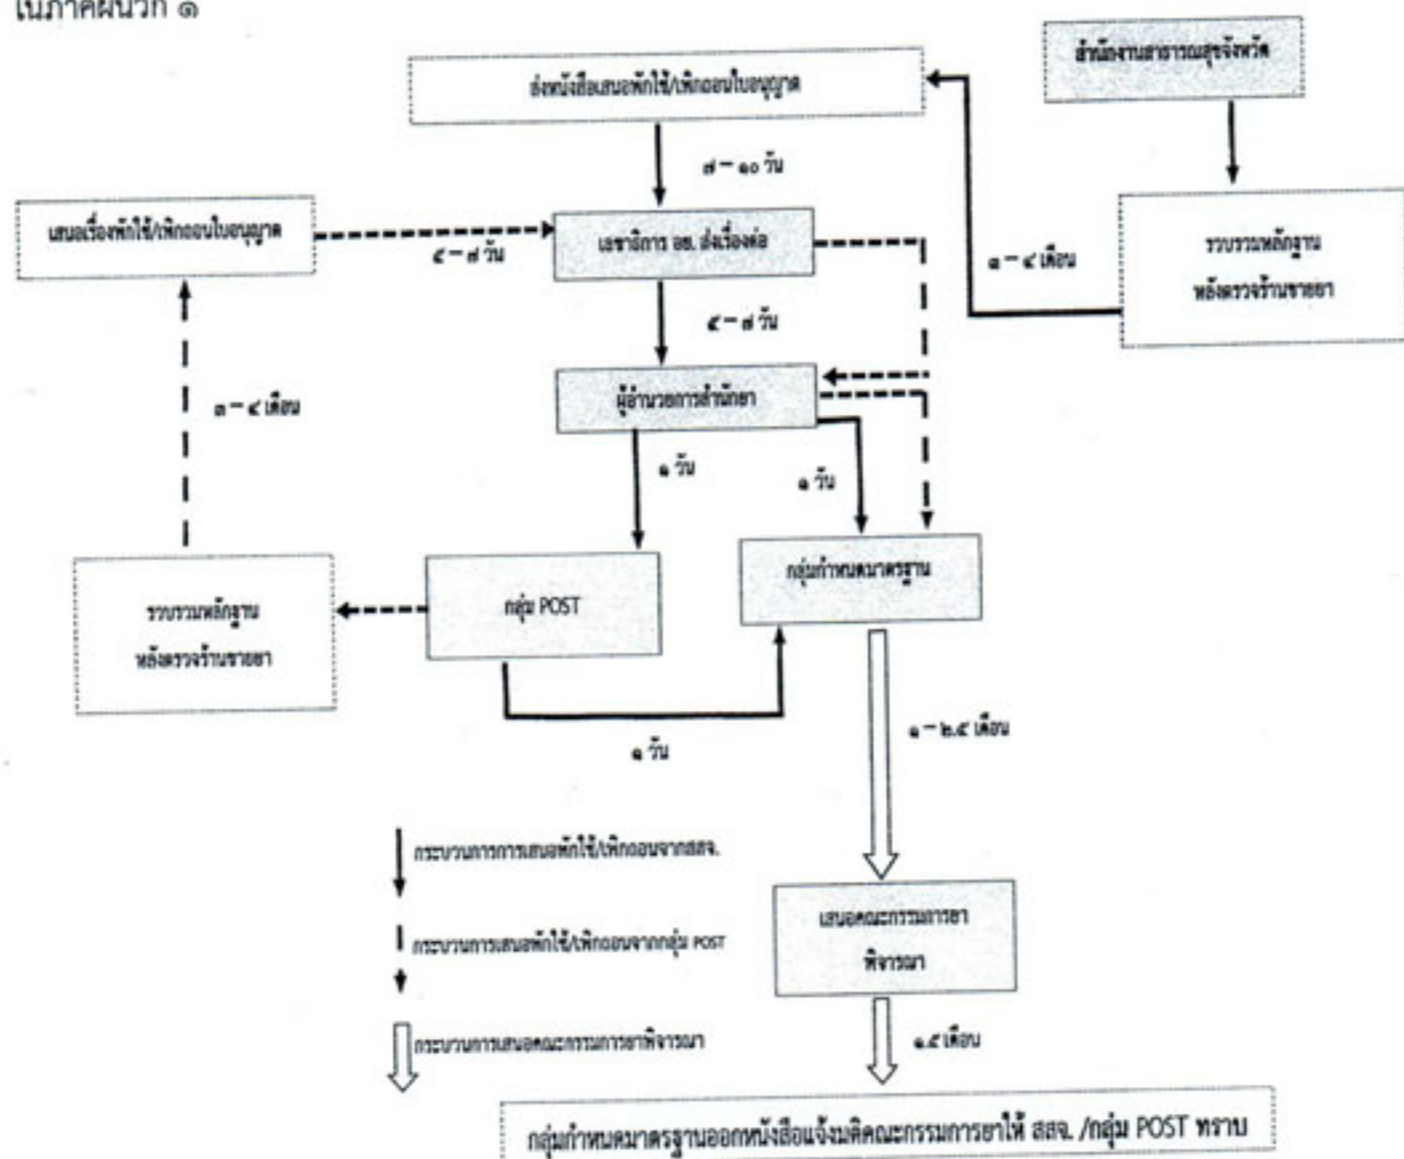 ในภาคผนวก ๑
สำนักงานสาธารณสุขจังหวัด
ส่งหนังสือเสนอพักใช้/เพิกถอนใบอนุญาต
๗ – ๑๐ วัน
เสนอเรื่องพักใช้/เพิกถอนใบอนุญาต
๕ – ๗ วัน
เลขาธิการ อย. ส่งเรื่องต่อ
๓ – ๔ เดือน
รวบรวมหลักฐาน
หลังตรวจร้านขายยา
๕ – ๗ วัน
ผู้อำนวยการสำนักยา
๓ – ๔ เดือน
๑ วัน
๑ วัน
รวบรวมหลักฐาน
หลังตรวจร้านขายยา
กลุ่ม POST
กลุ่มกำหนดมาตรฐาน
๑ วัน
๑ – ๒.๕ เดือน
กระบวนการการเสนอพักใช้/เพิกถอนจากสสจ.
กระบวนการเสนอพักใช้/เพิกถอนจากกลุ่ม POST
เสนอคณะกรรมการยา
พิจารณา
กระบวนการเสนอคณะกรรมการยาพิจารณา
๑.๕ เดือน
กลุ่มกำหนดมาตรฐานออกหนังสือแจ้งมติคณะกรรมการยาให้ สสจ. /กลุ่ม POST ทราบ